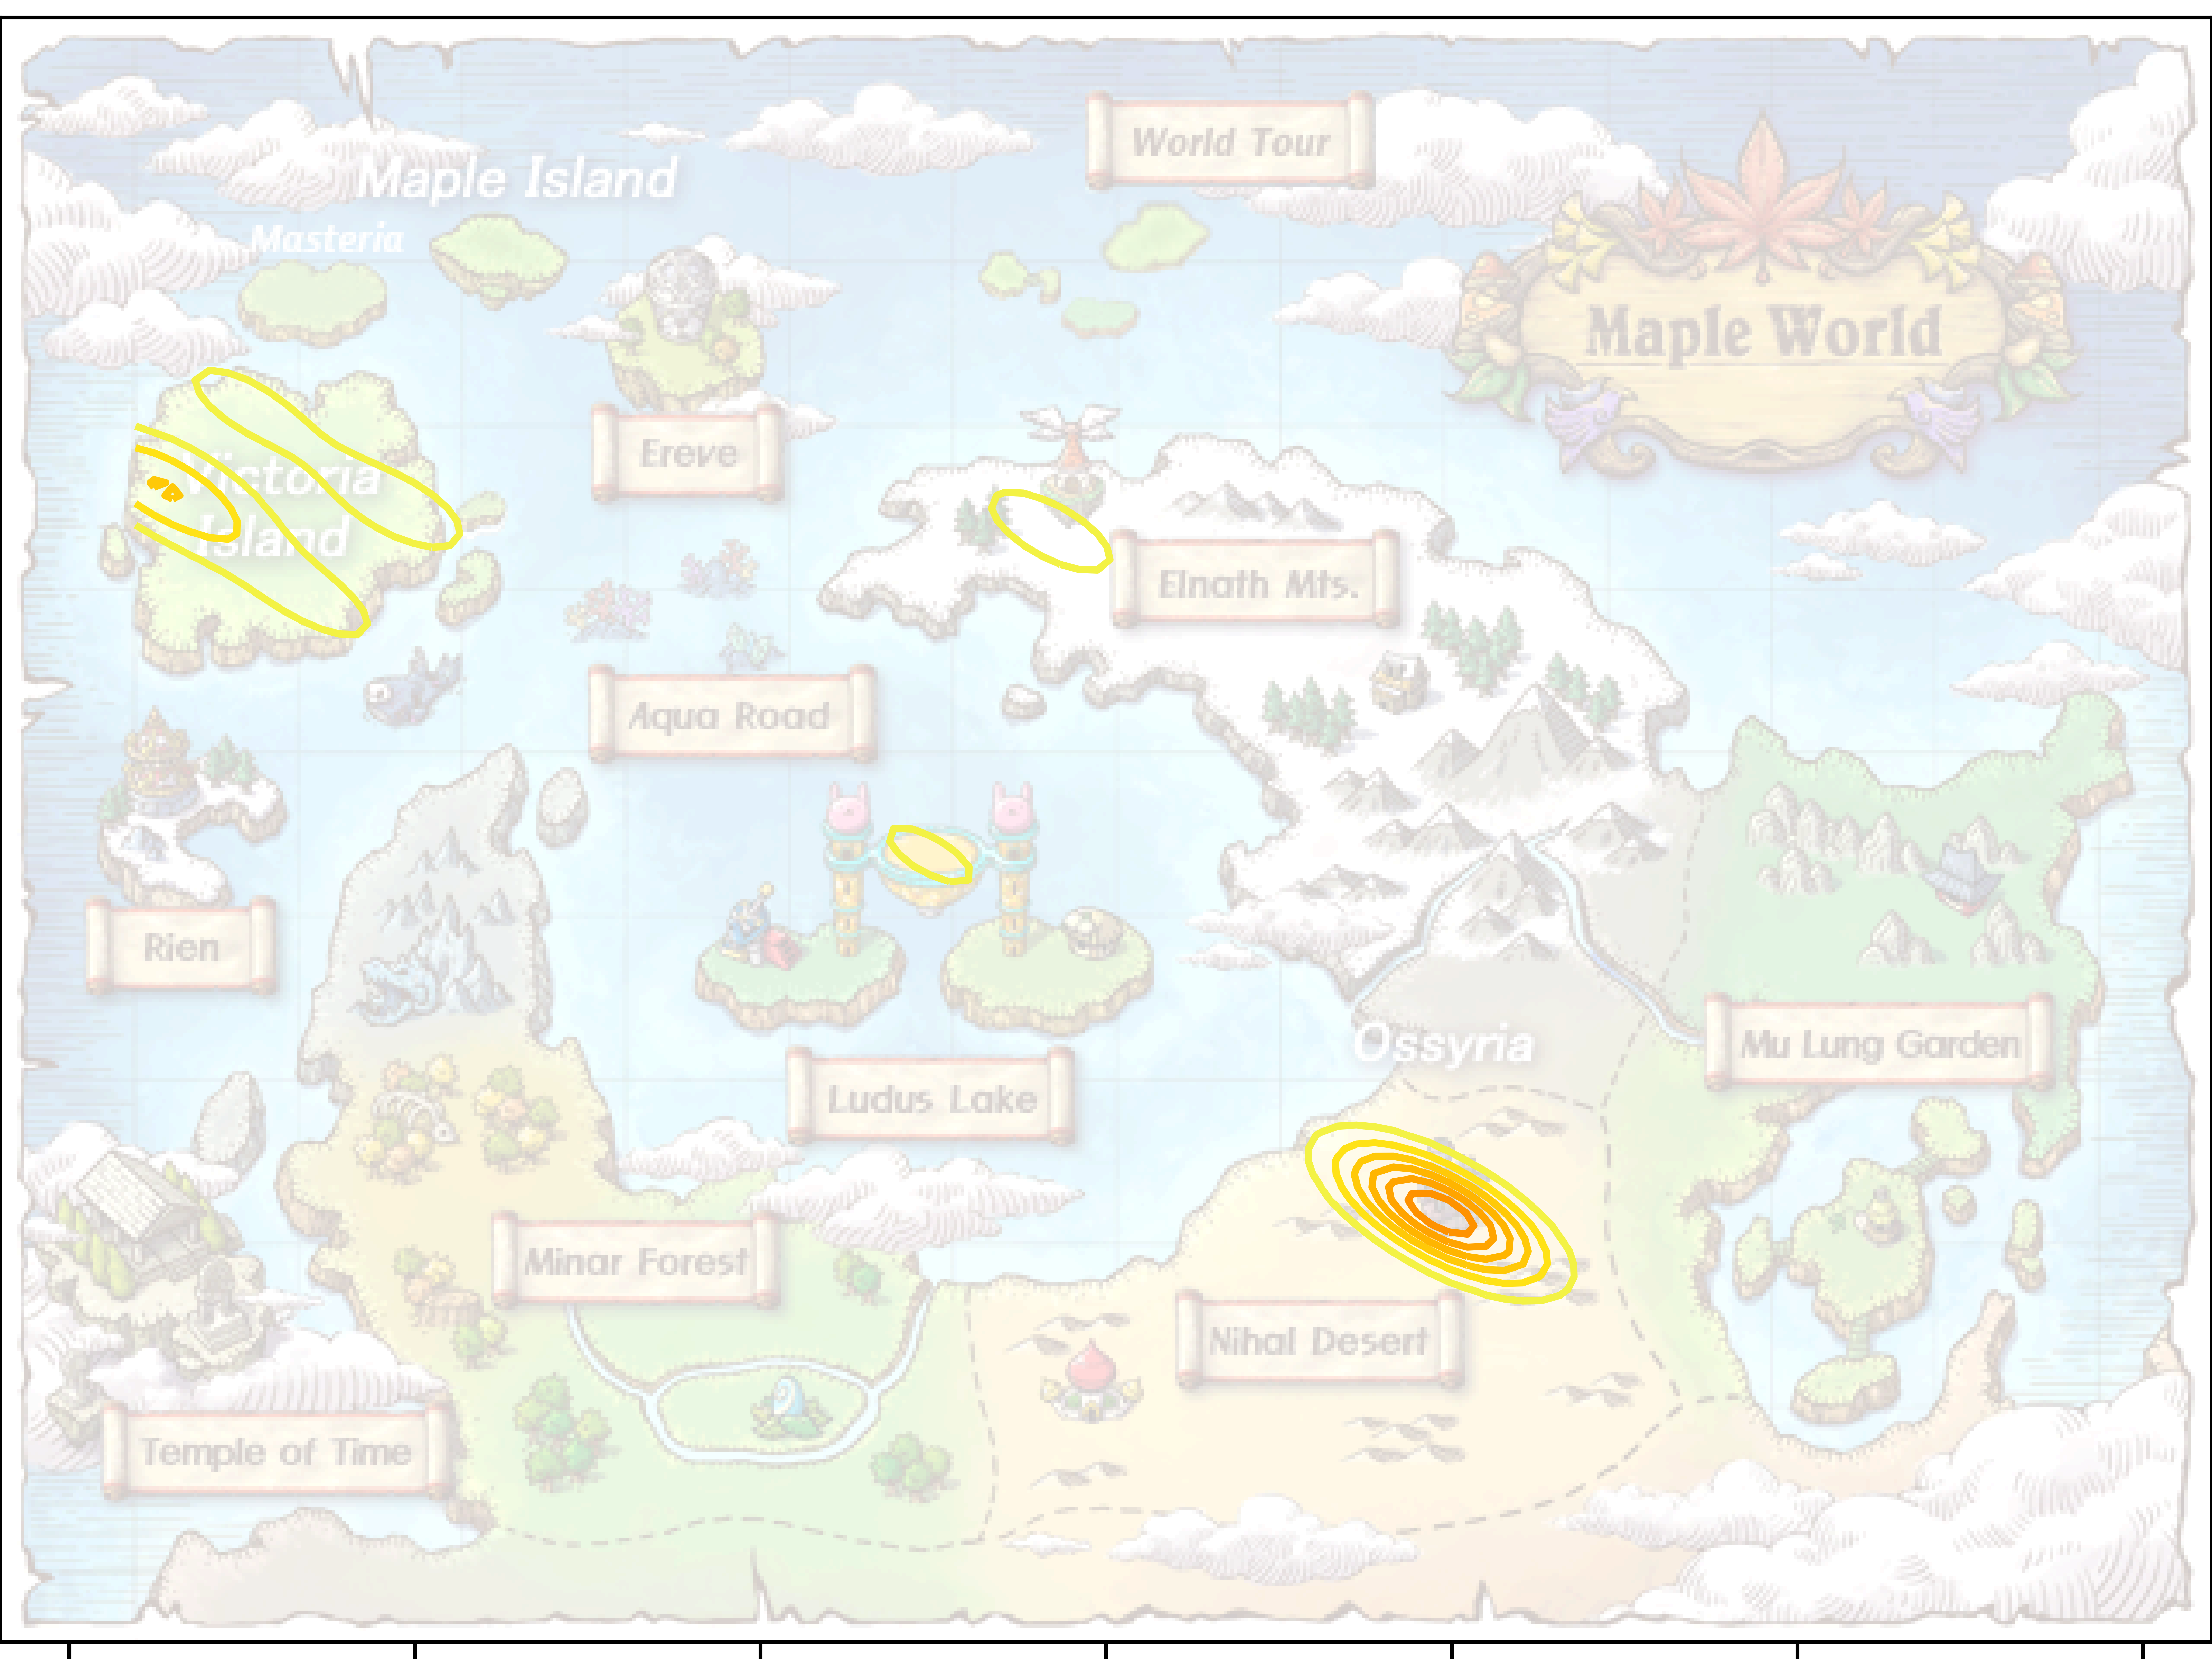 World Tour
Maple Island
Masteria
Maple World
Ereve
Victoria
Island
Elnath Mts.
Aqua Road
Rien
Ossyria
Mu Lung Garden
Ludus Lake
Minar Forest
Nihal Desert
Temple of Time